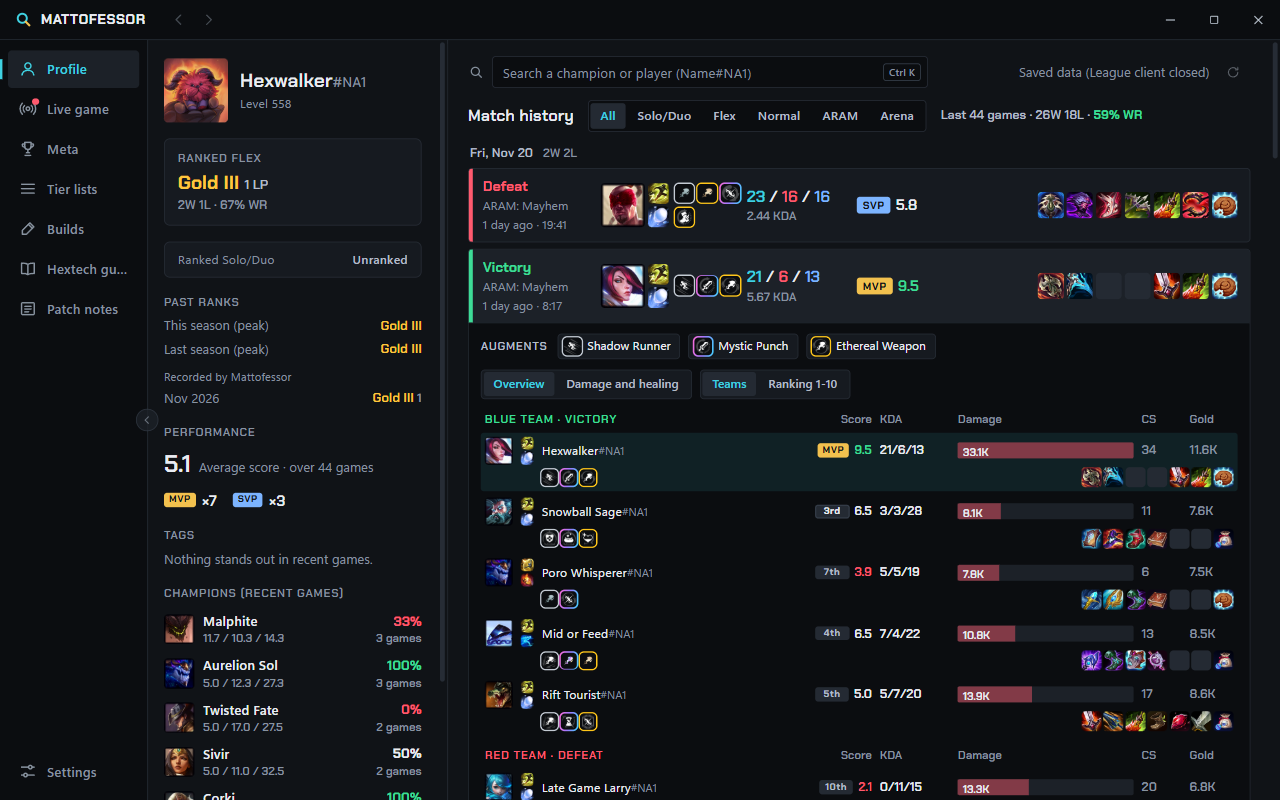 MATTOFESSOR
Profile
Live game
Meta
Tier lists
Builds
Hextech gu...
Patch notes
Settings
Hexwalker#NA1
Level 558
RANKED FLEX
Gold III 1 LP
2W 1L · 67% WR
Ranked Solo/Duo Unranked
PAST RANKS
This season (peak) Gold III
Last season (peak) Gold III
Recorded by Mattofessor
Nov 2026 Gold III 1
PERFORMANCE
5.1 Average score · over 44 games
MVP ×7 SVP ×3
TAGS
Nothing stands out in recent games.
CHAMPIONS (RECENT GAMES)
Malphite 33%
11.7 / 10.3 / 14.3 3 games
Aurelion Sol 100%
5.0 / 12.3 / 27.3 3 games
Twisted Fate 0%
5.0 / 17.0 / 27.5 2 games
Sivir 50%
5.0 / 11.0 / 32.5 2 games
Corki 100%
Search a champion or player (Name#NA1) Ctrl K
Saved data (League client closed)
Match history All Solo/Duo Flex Normal ARAM Arena Last 44 games · 26W 18L · 59% WR
Fri, Nov 20 2W 2L
Defeat
ARAM: Mayhem
1 day ago · 19:41
23 / 16 / 16
2.44 KDA
SVP 5.8
Victory
ARAM: Mayhem
1 day ago · 8:17
21 / 6 / 13
5.67 KDA
MVP 9.5
AUGMENTS Shadow Runner Mystic Punch Ethereal Weapon
Overview Damage and healing Teams Ranking 1-10
BLUE TEAM · VICTORY Score KDA Damage CS Gold
Hexwalker#NA1 MVP 9.5 21/6/13 33.1K 34 11.6K
Snowball Sage#NA1 3rd 6.5 3/3/28 8.1K 11 7.6K
Poro Whisperer#NA1 7th 3.9 5/5/19 7.8K 6 7.5K
Mid or Feed#NA1 4th 6.5 7/4/22 10.8K 13 8.5K
Rift Tourist#NA1 5th 5.0 5/7/20 13.9K 17 8.6K
RED TEAM · DEFEAT Score KDA Damage CS Gold
Late Game Larry#NA1 10th 2.1 0/11/15 13.3K 20 6.8K